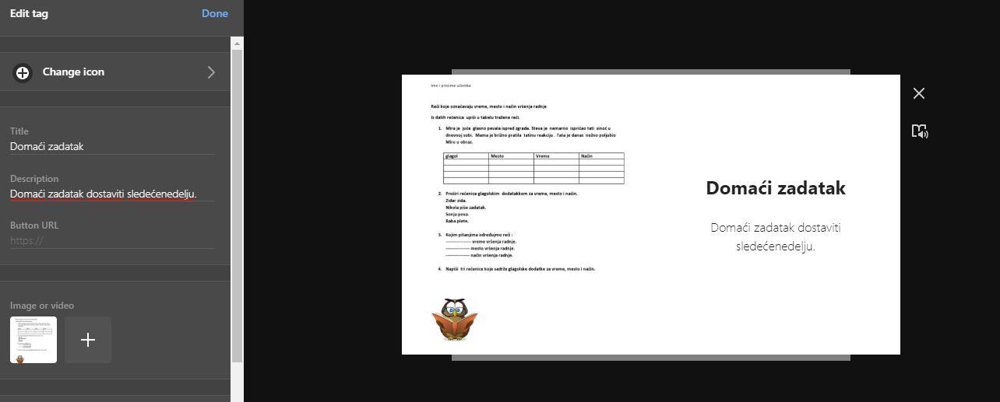 Edit tag
Done
Change icon
Title
Domaći zadatak
Description
Domaći zadatak dostaviti sledećenedelju.
Button URL
https://
Image or video
Ime i prezime učenika
Reči koje označavaju vreme, mesto i način vršenja radnje
Iz datih rečenica upiši u tabelu tražene reči.
1. Mira je juče glasno pevala ispred zgrade. Steva je nemarno ispričao teti sinoć u
dnevnoj sobi. Mama je brižno pratila tatinu reakciju . Tata je danas nežno poljubio
Miru u obraz.
glagol Mesto Vreme Način
2. Proširi rečenice glagolskim dodatakkom za vreme, mesto i način.
Zidar zida.
Nikola piše zadatak.
Sonja peva.
Baba plete.
3. Kojim pitanjima određujmo reči :
---------------- vreme vršenja radnje.
--------------- mesto vršenja radnje.
--------------- način vršenja radnje.
4. Napiši tri rečenice koje sadrže glagolske dodatke za vreme, mesto i način.
Domaći zadatak
Domaći zadatak dostaviti
sledećenedelju.